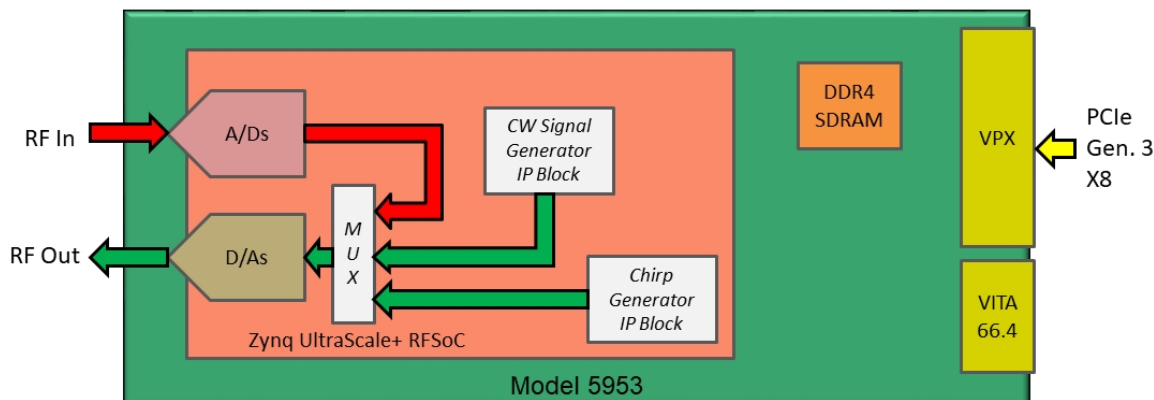 RF In
A/Ds
CW Signal
Generator
IP Block
DDR4
SDRAM
VPX
PCIe
Gen. 3
X8
RF Out
D/As
M
U
X
Chirp
Generator
IP Block
VITA
66.4
Zynq UltraScale+ RFSoC
Model 5953